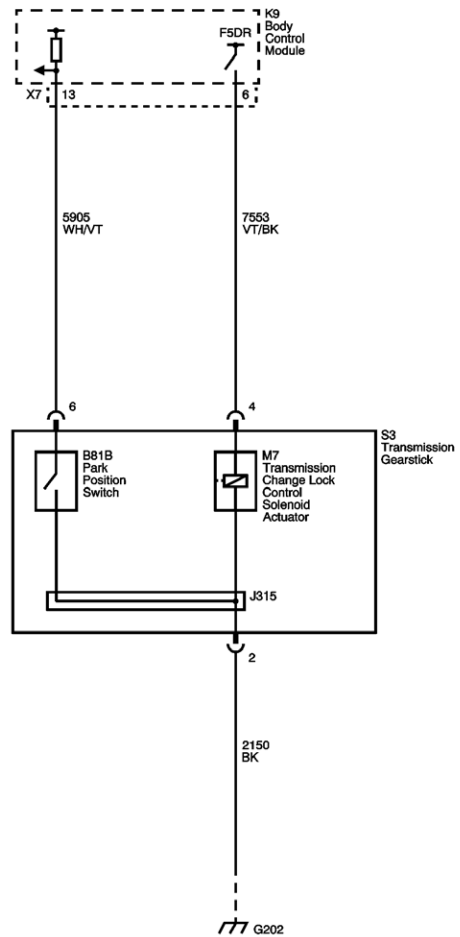 K9
Body
Control
Module
F5DR
X7
13
6
5905
WH/VT
7553
VT/BK
6
4
S3
Transmission
Gearstick
B81B
Park
Position
Switch
M7
Transmission
Change Lock
Control
Solenoid
Actuator
J315
2
2150
BK
G202